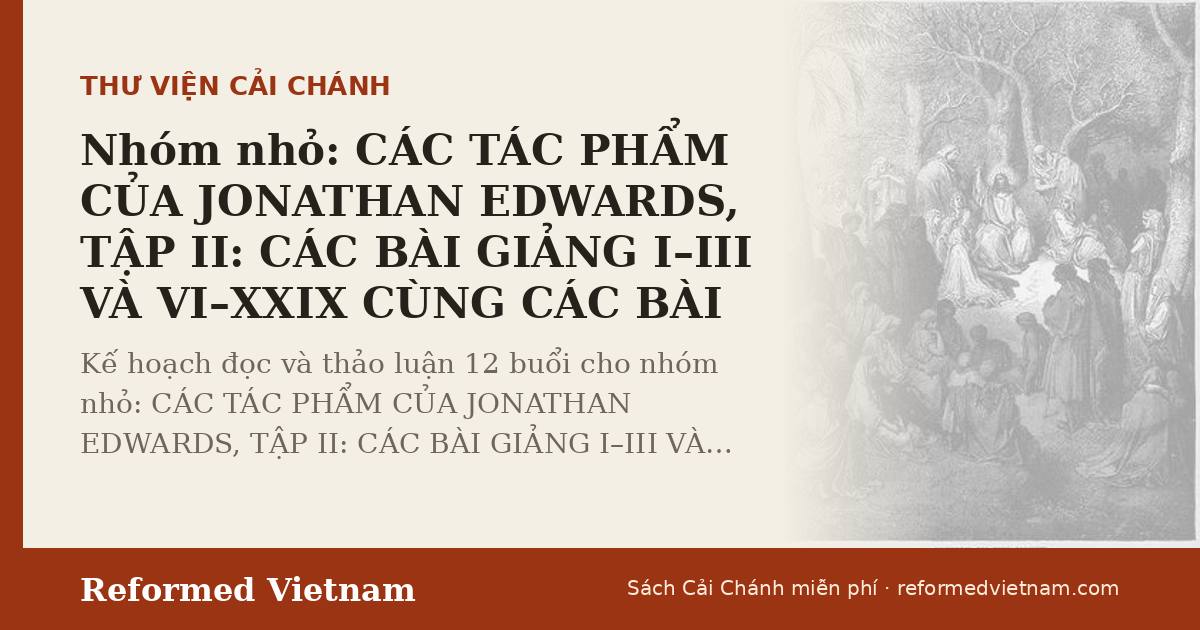 THƯ VIỆN CẢI CHÁNH
Nhóm nhỏ: CÁC TÁC PHẨM
CỦA JONATHAN EDWARDS,
TẬP II: CÁC BÀI GIẢNG I–III
VÀ VI–XXIX CÙNG CÁC BÀI
Kế hoạch đọc và thảo luận 12 buổi cho nhóm
nhỏ: CÁC TÁC PHẨM CỦA JONATHAN
EDWARDS, TẬP II: CÁC BÀI GIẢNG I–III VÀ...
Reformed Vietnam
Sách Cải Chánh miễn phí · reformedvietnam.com